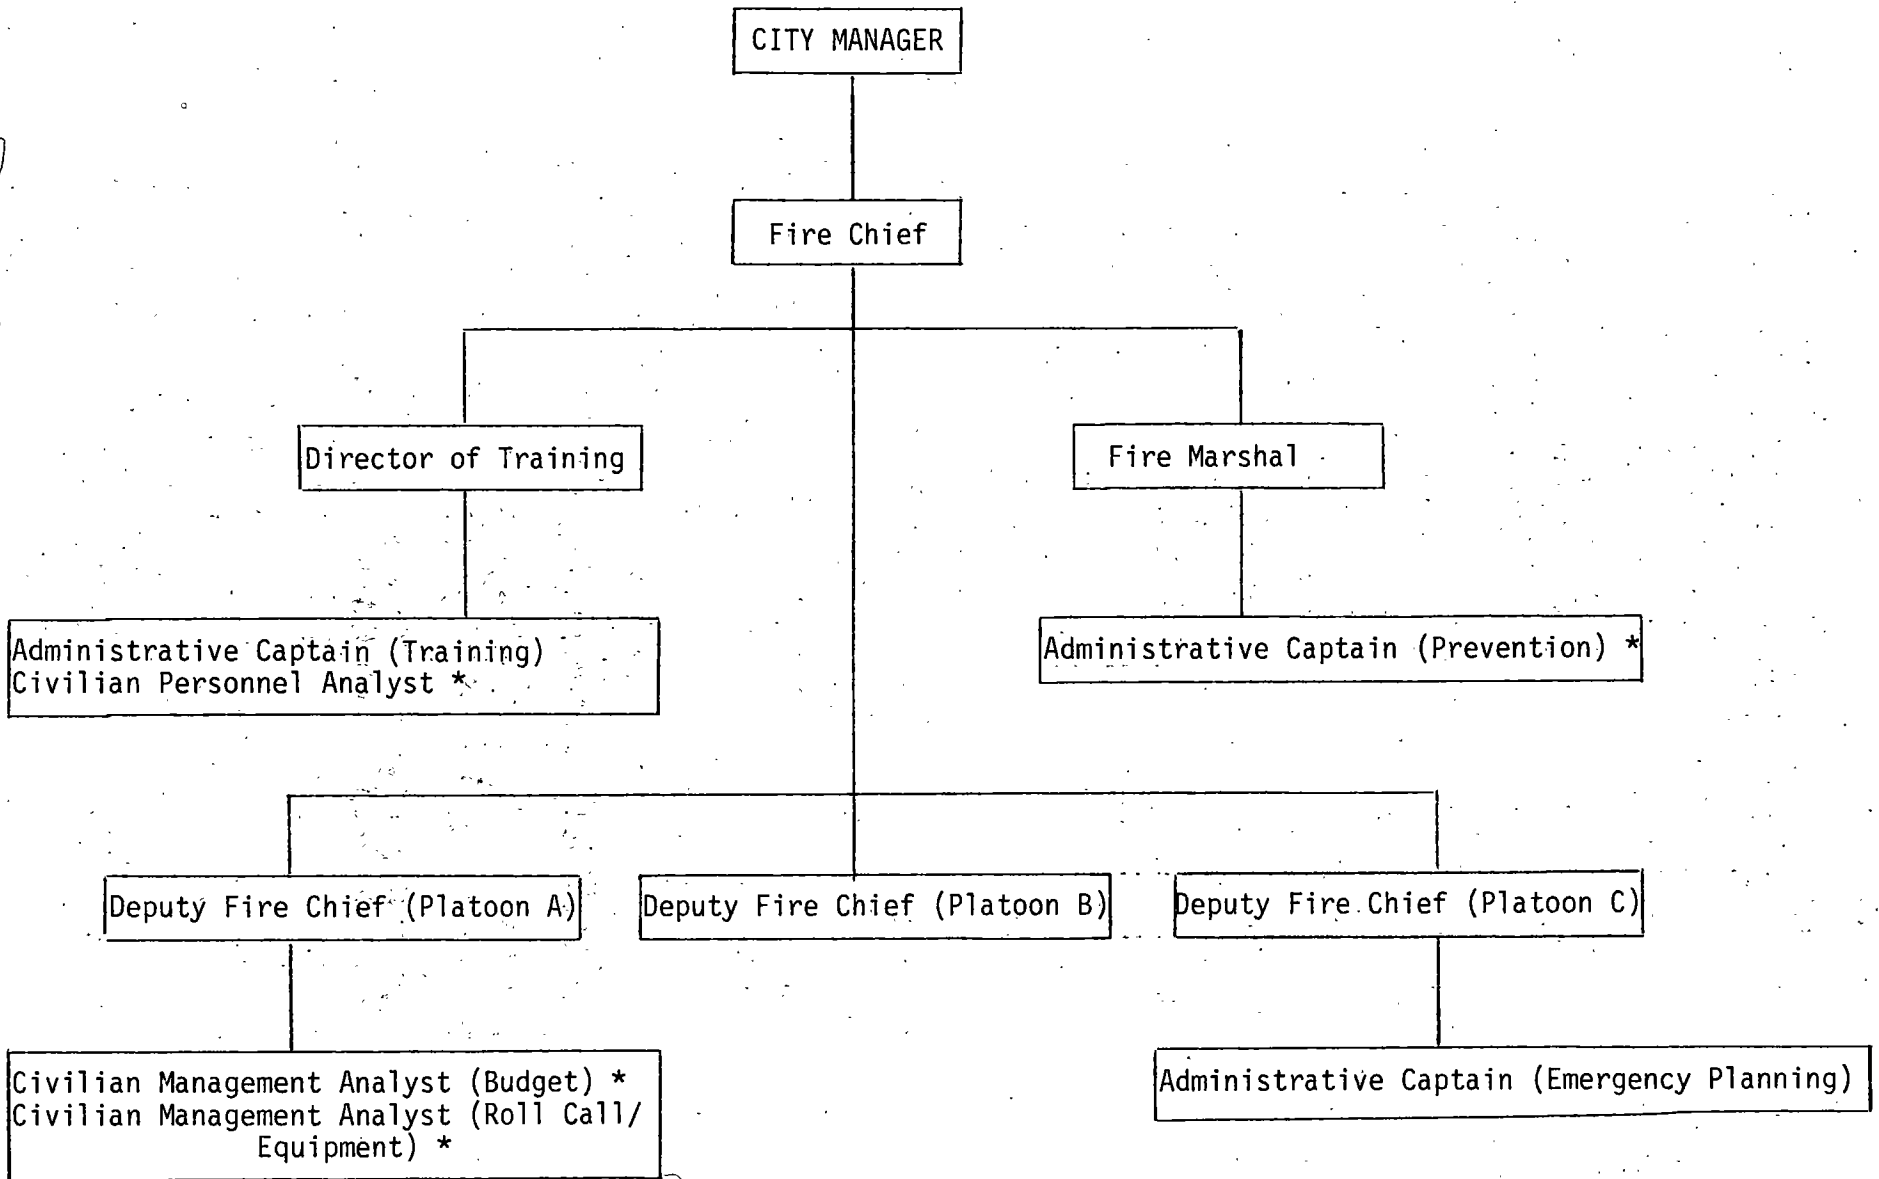 CITY MANAGER
Fire Chief
Director of Training
Fire Marshal
Administrative Captain (Training)
Civilian Personnel Analyst *
Administrative Captain (Prevention) *
Deputy Fire Chief (Platoon A)
Deputy Fire Chief (Platoon B)
Deputy Fire Chief (Platoon C)
Civilian Management Analyst (Budget) *
Civilian Management Analyst (Roll Call/
Equipment) *
Administrative Captain (Emergency Planning)